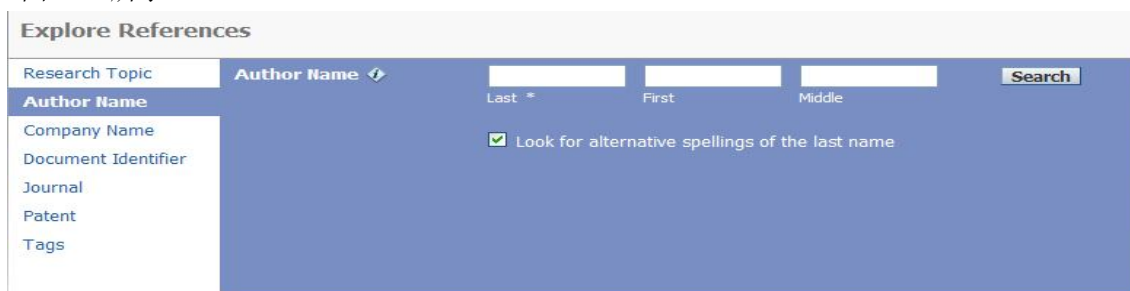 Explore References
Research Topic
Author Name
Company Name
Document Identifier
Journal
Patent
Tags
Author Name
Last *
First
Middle
Search
Look for alternative spellings of the last name